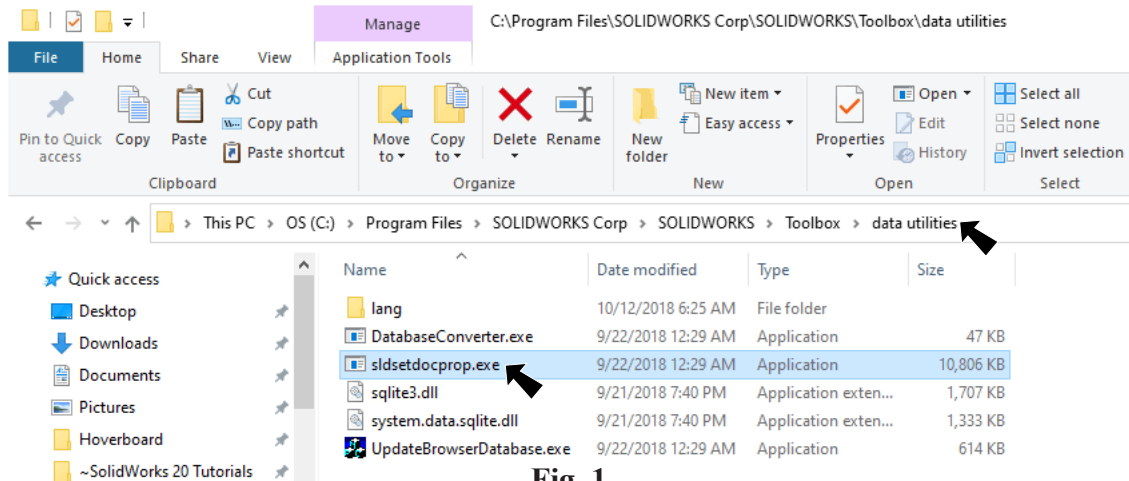 Manage
C:\Program Files\SOLIDWORKS Corp\SOLIDWORKS\Toolbox\data utilities
File Home Share View Application Tools
Pin to Quick access
Copy
Paste
Cut
Copy path
Paste shortcut
Clipboard
Move to
Copy to
Delete
Rename
Organize
New folder
New item
Easy access
New
Properties
Open
Edit
History
Open
Select all
Select none
Invert selection
Select
This PC > OS (C:) > Program Files > SOLIDWORKS Corp > SOLIDWORKS > Toolbox > data utilities
Quick access
Desktop
Downloads
Documents
Pictures
Hoverboard
~SolidWorks 20 Tutorials
Name Date modified Type Size
lang 10/12/2018 6:25 AM File folder
DatabaseConverter.exe 9/22/2018 12:29 AM Application 47 KB
sldsetdocprop.exe 9/22/2018 12:29 AM Application 10,806 KB
sqlite3.dll 9/21/2018 7:40 PM Application exten... 1,707 KB
system.data.sqlite.dll 9/21/2018 7:40 PM Application exten... 1,333 KB
UpdateBrowserDatabase.exe 9/22/2018 12:29 AM Application 614 KB
Fig. 1